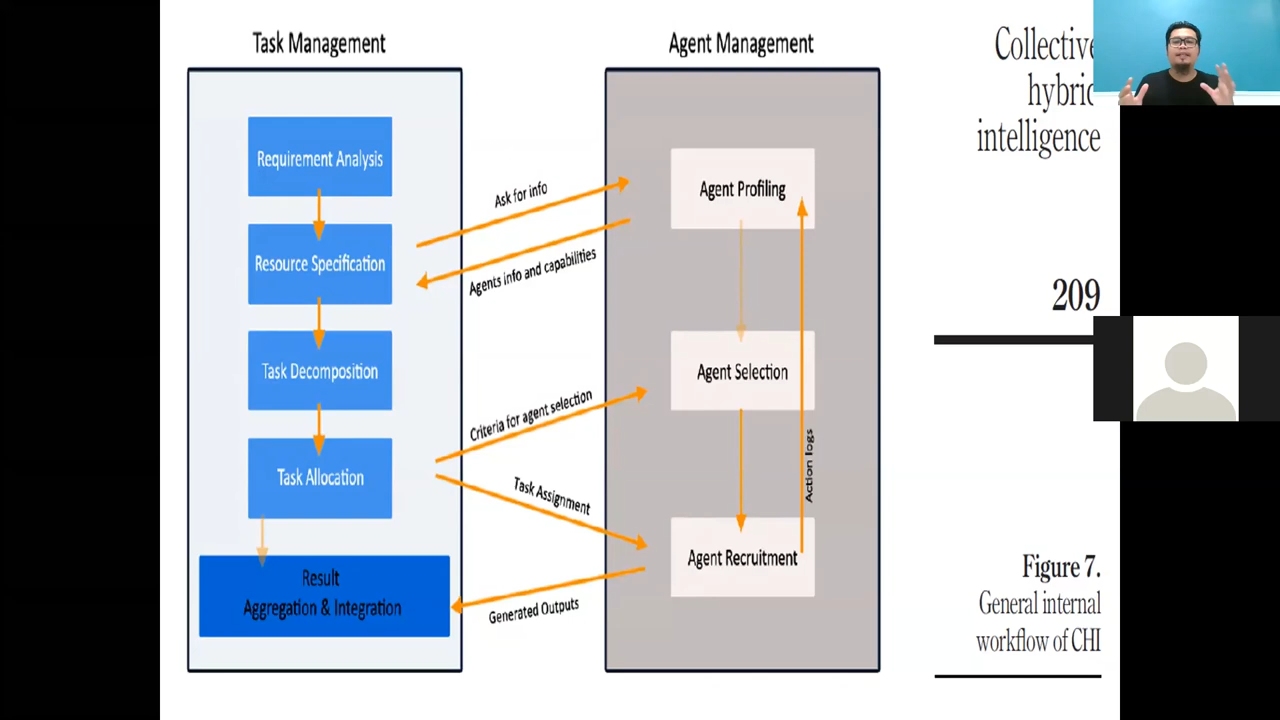 Task Management
Requirement Analysis
Resource Specification
Task Decomposition
Task Allocation
Result
Aggregation & Integration
Ask for info
Agents info and capabilities
Criteria for agent selection
Task Assignment
Generated Outputs
Agent Management
Agent Profiling
Agent Selection
Action logs
Agent Recruitment
Collective
hybrid
intelligence
209
Figure 7.
General internal
workflow of CHI